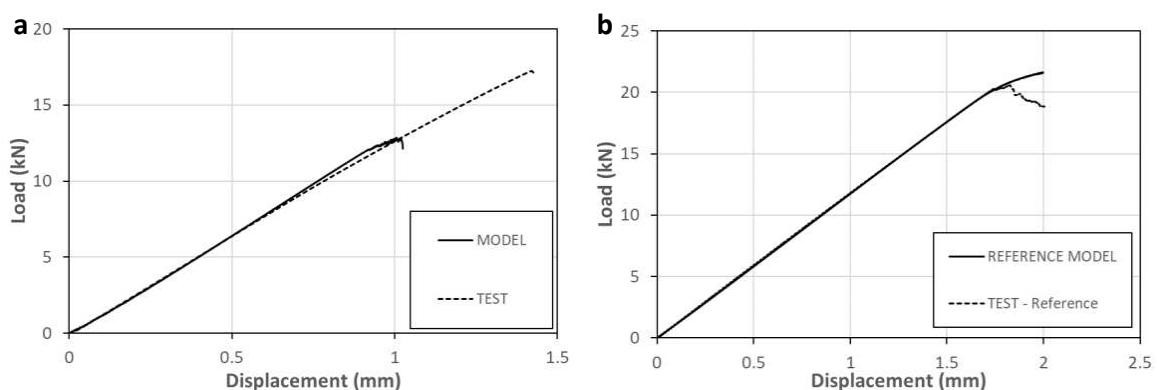 a
20
15
10
5
0
Load (kN)
0
0.5
1
1.5
Displacement (mm)
MODEL
TEST
b
25
20
15
10
5
0
Load (kN)
0
0.5
1
1.5
2
2.5
Displacement (mm)
REFERENCE MODEL
TEST - Reference